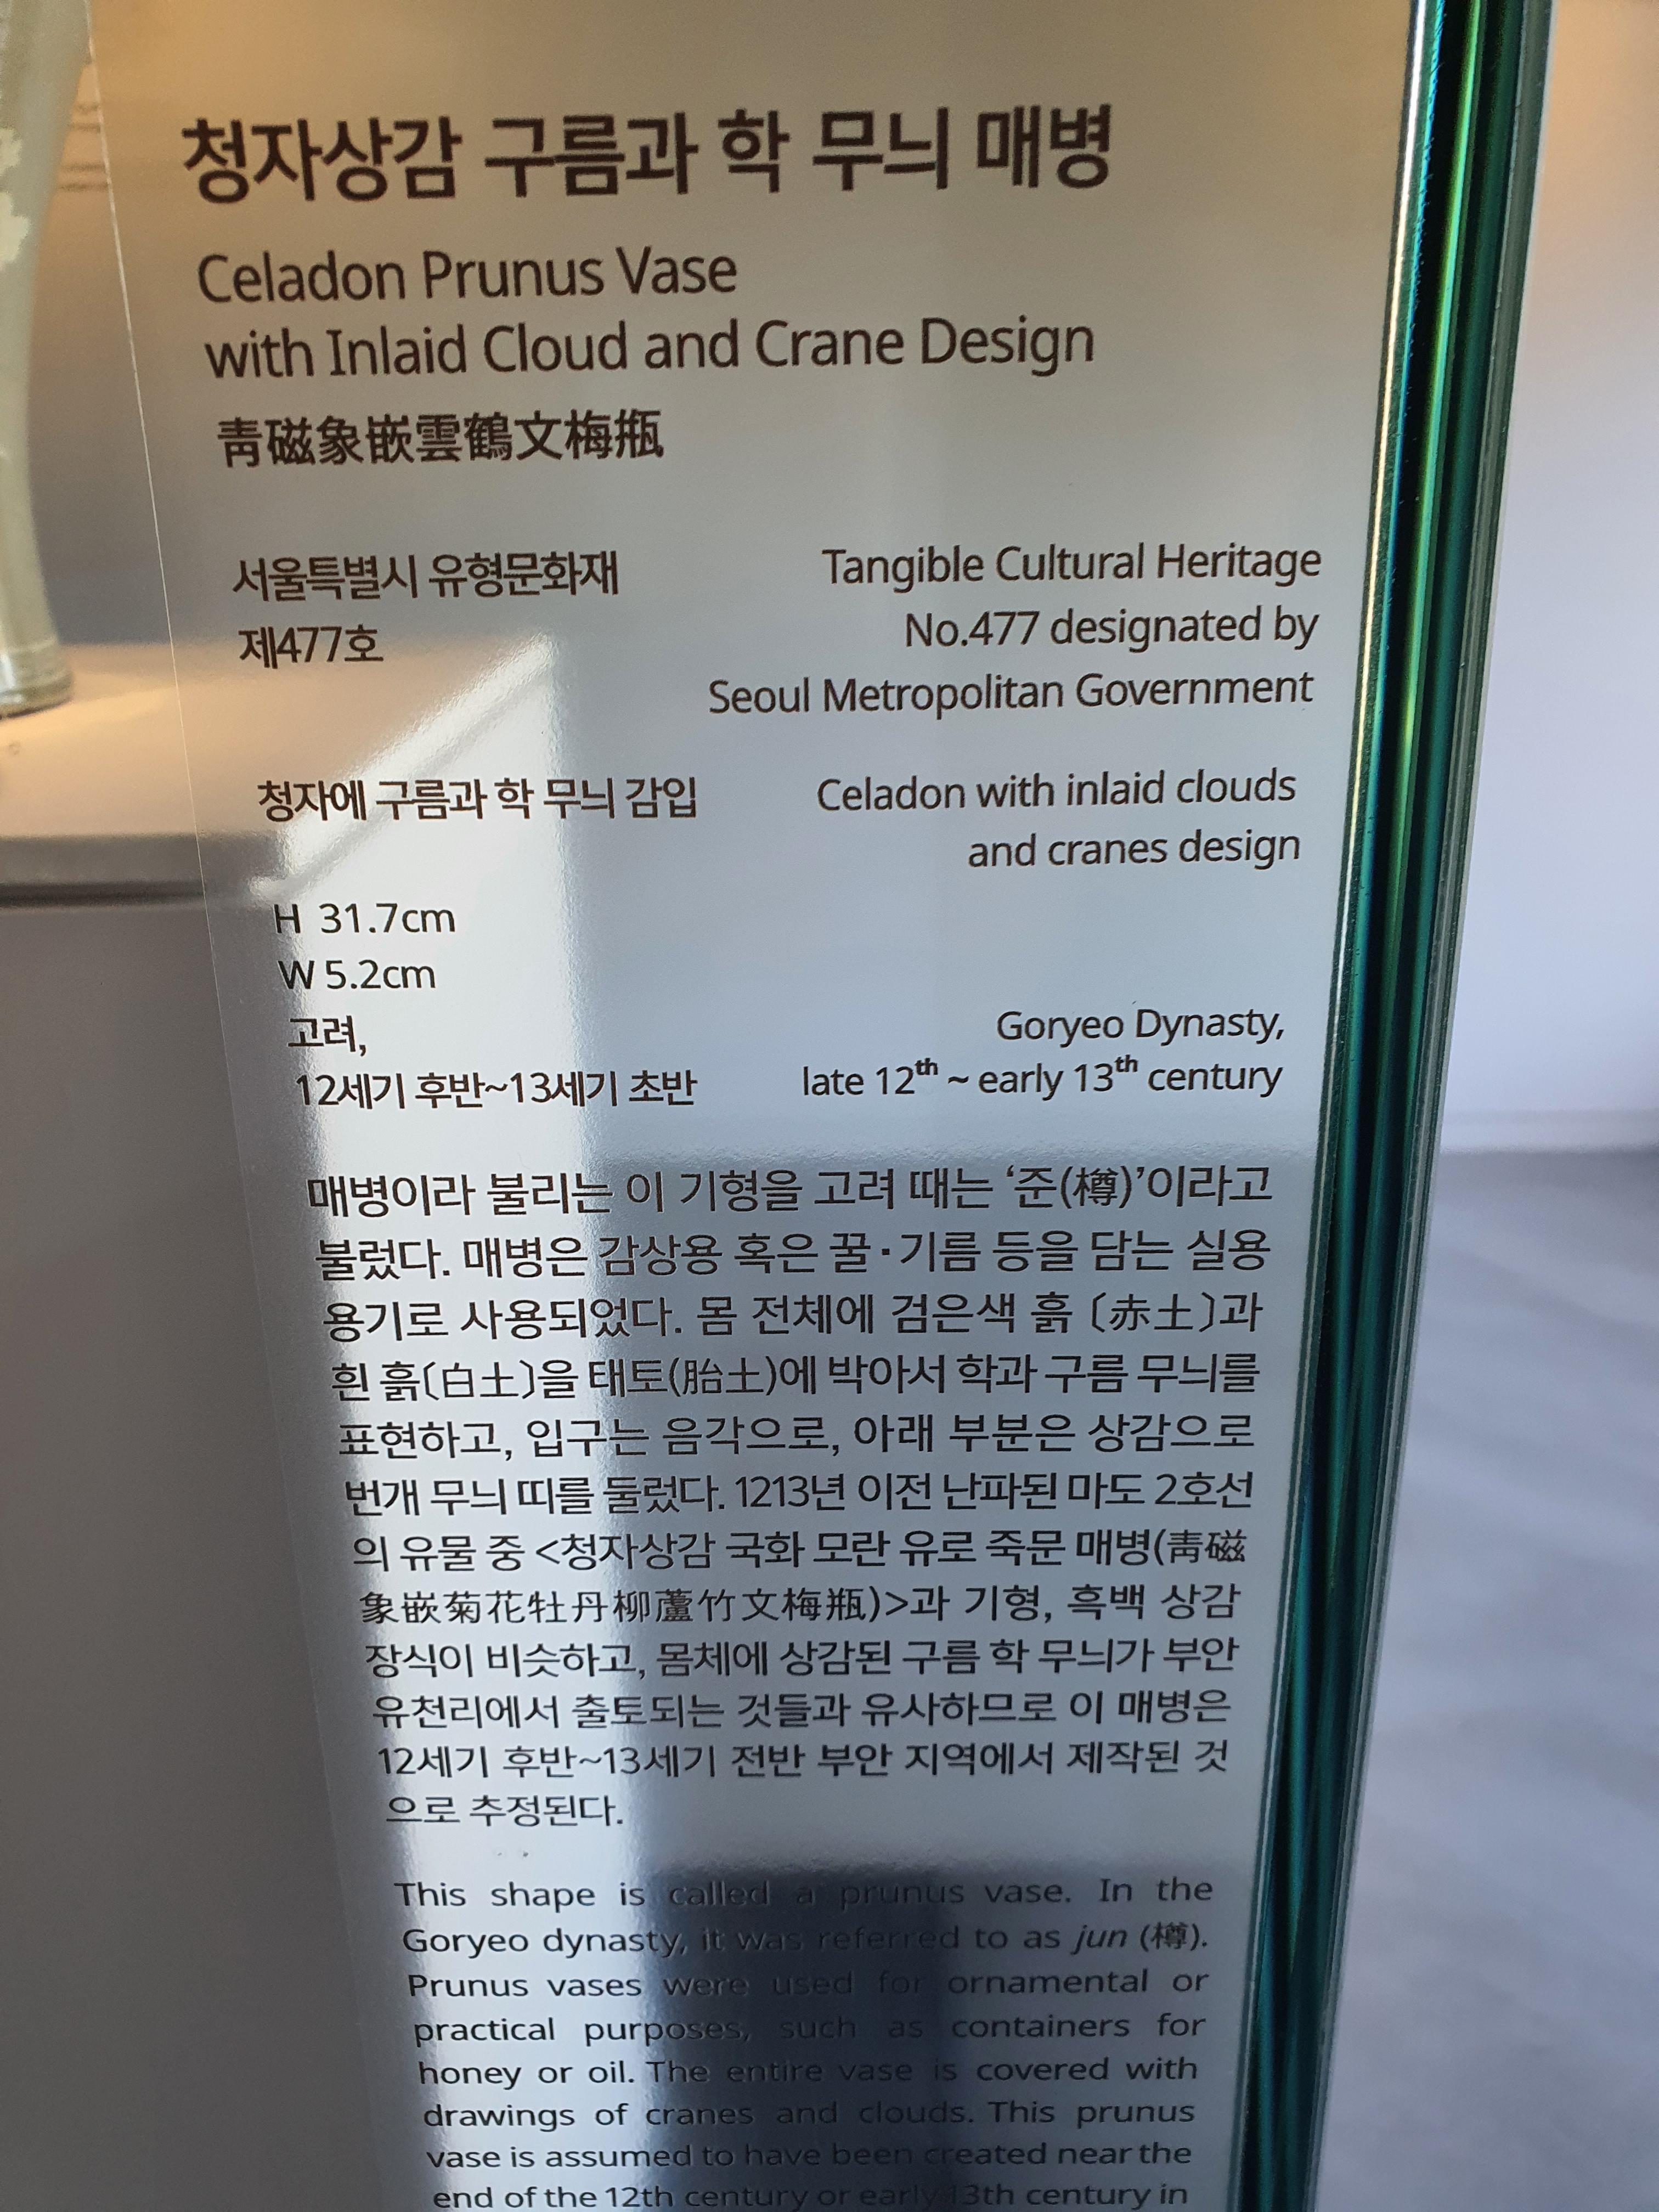 청자상감 구름과 학 무늬 매병
Celadon Prunus Vase
with Inlaid Cloud and Crane Design
靑磁象嵌雲鶴文梅甁
서울특별시 유형문화재
제477호
Tangible Cultural Heritage
No.477 designated by
Seoul Metropolitan Government
청자에 구름과 학 무늬 감입
Celadon with inlaid clouds
and cranes design
H 31.7cm
W 5.2cm
고려,
12세기 후반~13세기 초반
Goryeo Dynasty,
late 12th ~ early 13th century
매병이라 불리는 이 기형을 고려 때는 ‘준(樽)’이라고
불렀다. 매병은 감상용 혹은 꿀·기름 등을 담는 실용
용기로 사용되었다. 몸 전체에 검은색 흙〔赤土〕과
흰 흙〔白土〕을 태토(胎土)에 박아서 학과 구름 무늬를
표현하고, 입구는 음각으로, 아래 부분은 상감으로
번개 무늬 띠를 둘렀다. 1213년 이전 난파된 마도 2호선
의 유물 중 <청자상감 국화 모란 유로 죽문 매병(靑磁
象嵌菊花牡丹柳蘆竹文梅甁)>과 기형, 흑백 상감
장식이 비슷하고, 몸체에 상감된 구름 학 무늬가 부안
유천리에서 출토되는 것들과 유사하므로 이 매병은
12세기 후반~13세기 전반 부안 지역에서 제작된 것
으로 추정된다.
This shape is called a prunus vase. In the
Goryeo dynasty, it was referred to as jun (樽).
Prunus vases were used for ornamental or
practical purposes, such as containers for
honey or oil. The entire vase is covered with
drawings of cranes and clouds. This prunus
vase is assumed to have been created near the
end of the 12th century or early 13th century in